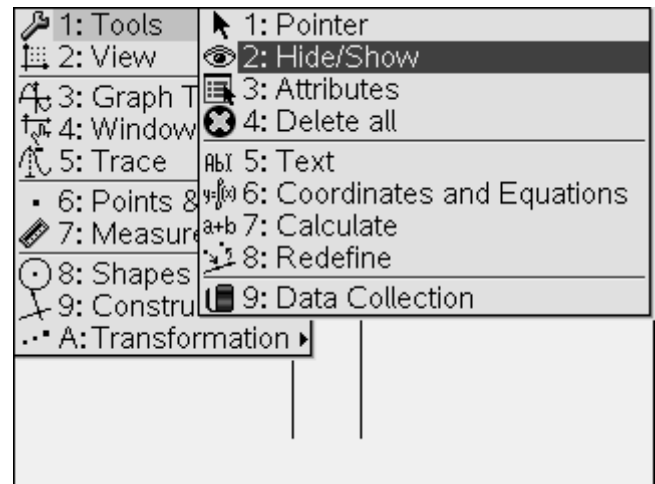 1: Tools
2: View
3: Graph T
4: Window
5: Trace
6: Points &
7: Measure
8: Shapes
9: Constru
A: Transformation
1: Pointer
2: Hide/Show
3: Attributes
4: Delete all
AbI 5: Text
y=f(x) 6: Coordinates and Equations
a+b 7: Calculate
8: Redefine
9: Data Collection